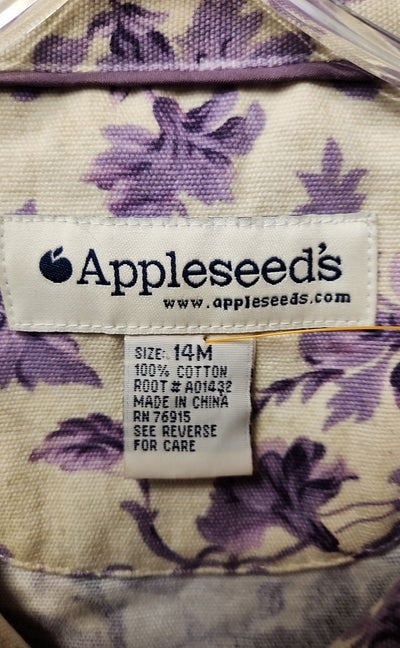 Appleseed's
www.appleseeds.com
SIZE: 14M
100% COTTON
ROOT # A01432
MADE IN CHINA
RN 76915
SEE REVERSE
FOR CARE